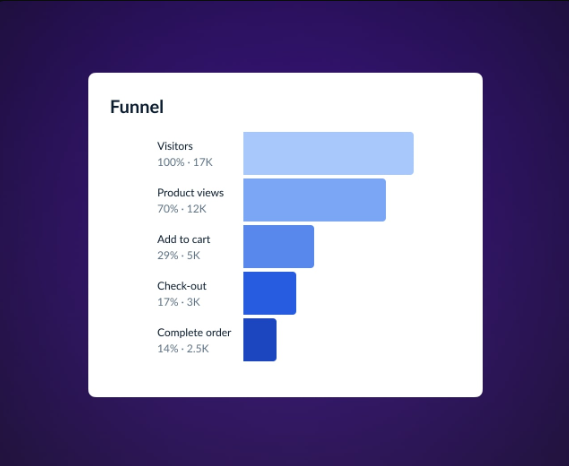 Funnel
Visitors
100% · 17K
Product views
70% · 12K
Add to cart
29% · 5K
Check-out
17% · 3K
Complete order
14% · 2.5K